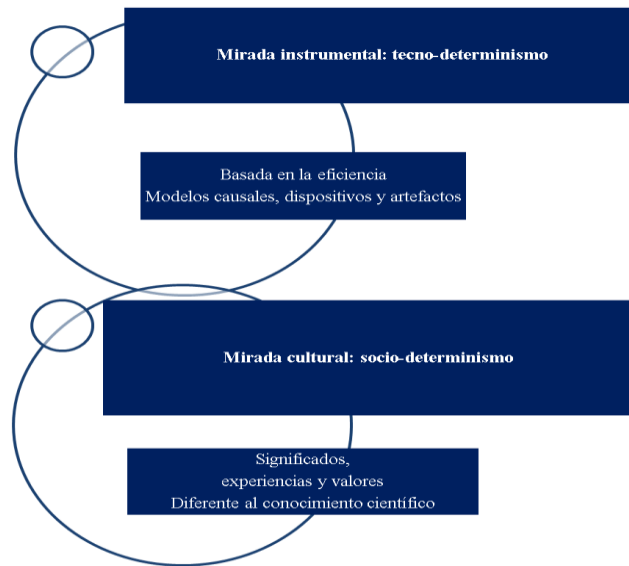 Mirada instrumental: tecno-determinismo
Basada en la eficiencia
Modelos causales, dispositivos y artefactos
Mirada cultural: socio-determinismo
Significados,
experiencias y valores
Diferente al conocimiento científico